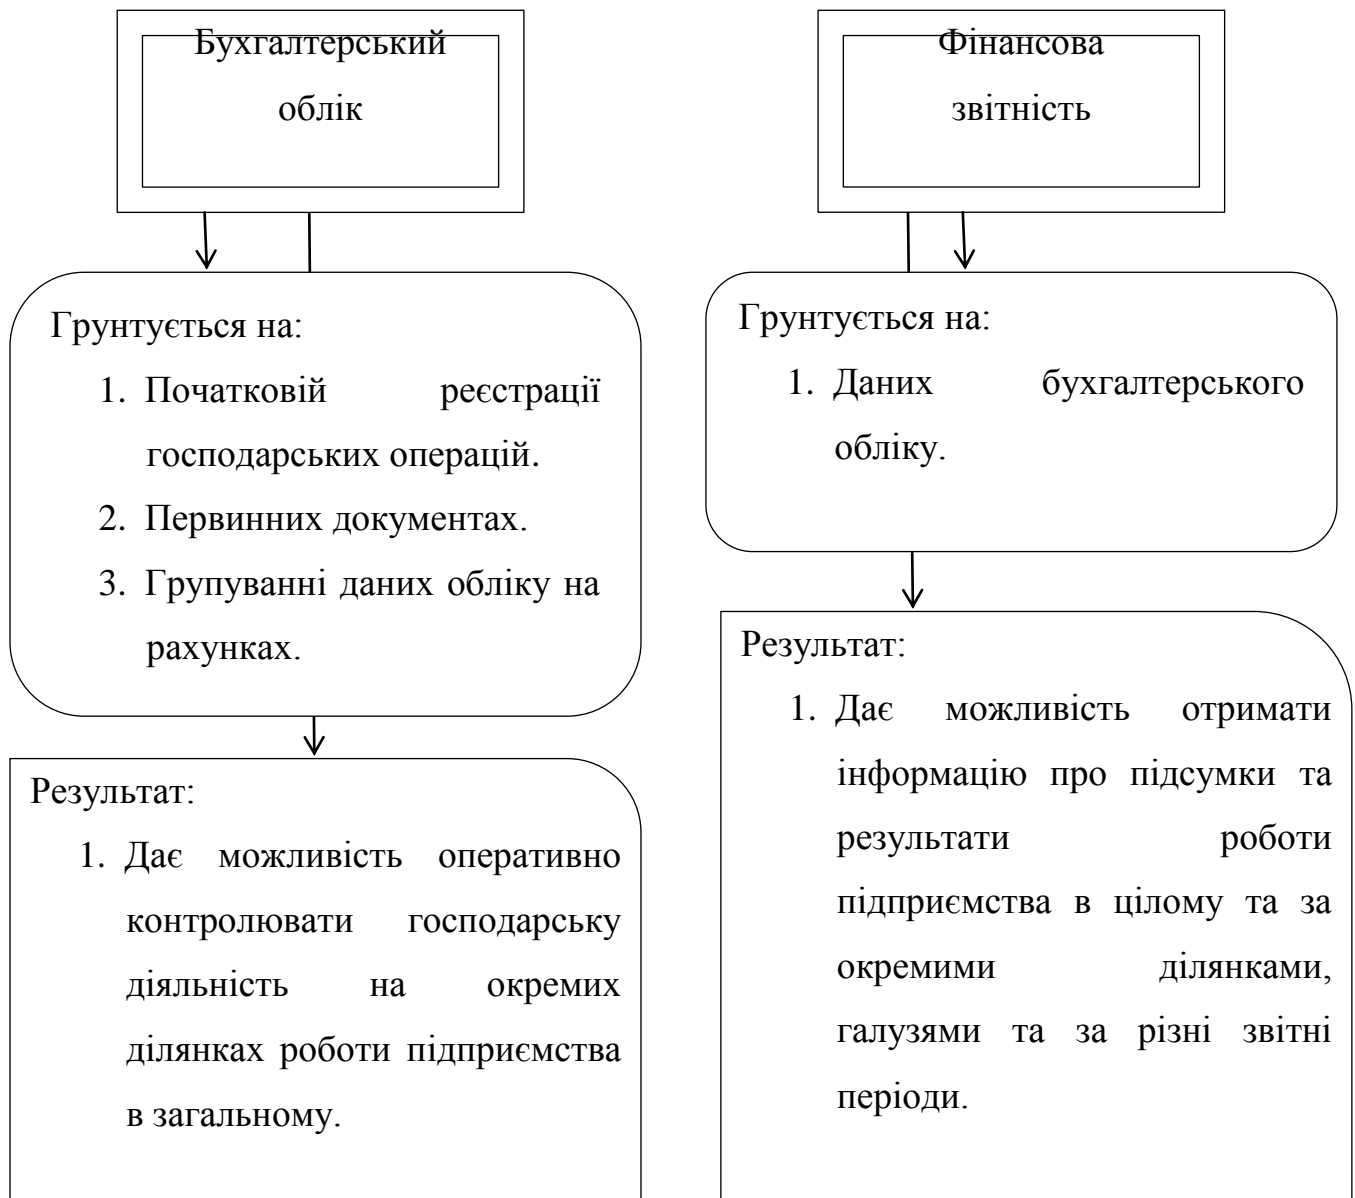 Бухгалтерський
облік
Грунтується на:
1. Початковій реєстрації
господарських операцій.
2. Первинних документах.
3. Групуванні даних обліку на
рахунках.
Результат:
1. Дає можливість оперативно
контролювати господарську
діяльність на окремих
ділянках роботи підприємства
в загальному.
Фінансова
звітність
Грунтується на:
1. Даних бухгалтерського
обліку.
Результат:
1. Дає можливість отримати
інформацію про підсумки та
результати роботи
підприємства в цілому та за
окремими ділянками,
галузями та за різні звітні
періоди.